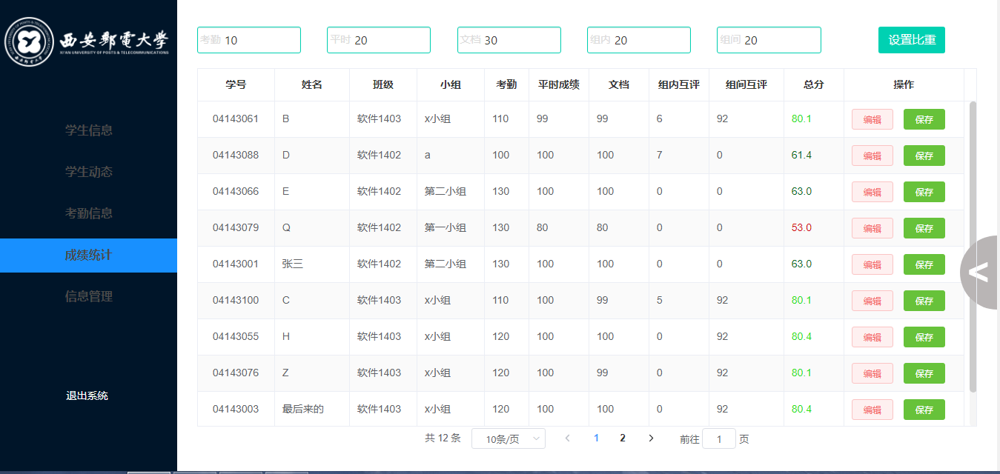 西安郵電大学
XI'AN UNIVERSITY OF POSTS & TELECOMMUNICATIONS
学生信息
学生动态
考勤信息
成绩统计
信息管理
退出系统
考勤 10 平时 20 文档 30 组内 20 组间 20 设置比重
学号 姓名 班级 小组 考勤 平时成绩 文档 组内互评 组间互评 总分 操作
04143061 B 软件1403 x小组 110 99 99 6 92 80.1 编辑 保存
04143088 D 软件1402 a 100 100 100 7 0 61.4 编辑 保存
04143066 E 软件1402 第二小组 130 100 100 0 0 63.0 编辑 保存
04143079 Q 软件1402 第一小组 130 80 80 0 0 53.0 编辑 保存
04143001 张三 软件1402 第二小组 130 100 100 0 0 63.0 编辑 保存
04143100 C 软件1403 x小组 110 100 99 5 92 80.1 编辑 保存
04143055 H 软件1403 x小组 120 100 100 0 92 80.4 编辑 保存
04143076 Z 软件1403 x小组 120 100 99 0 92 80.1 编辑 保存
04143003 最后来的 软件1403 x小组 120 100 100 0 92 80.4 编辑 保存
共 12 条 10条/页 < 1 2 > 前往 1 页
<